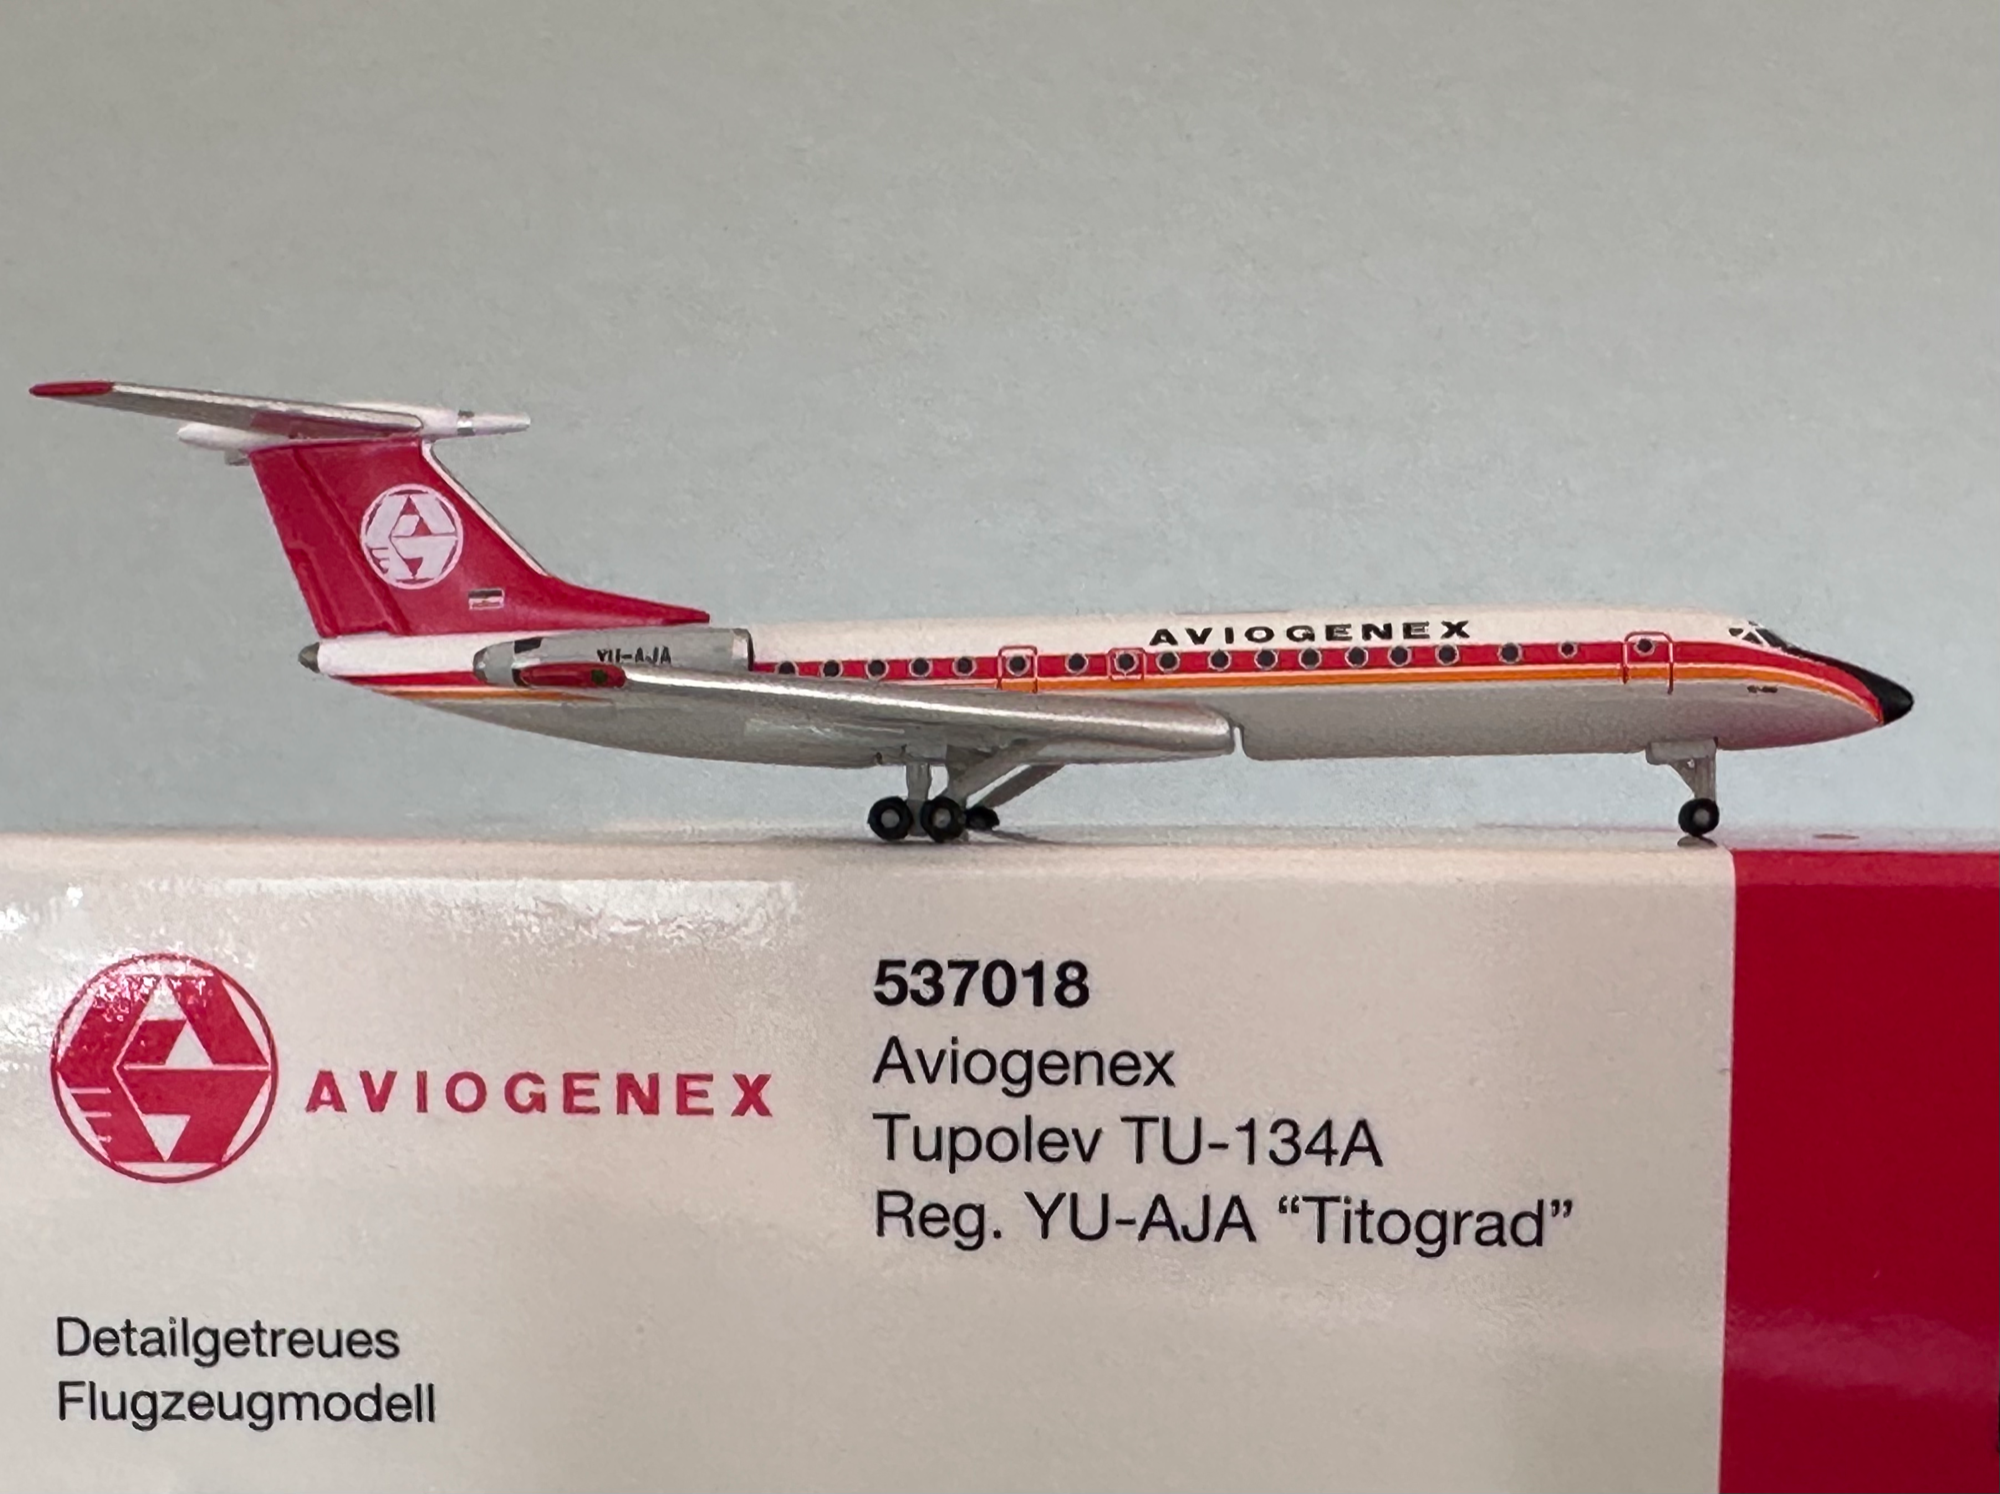 AVIOGENEX
YU-AJA
AVIOGENEX
537018
Aviogenex
Tupolev TU-134A
Reg. YU-AJA “Titograd”
Detailgetreues
Flugzeugmodell